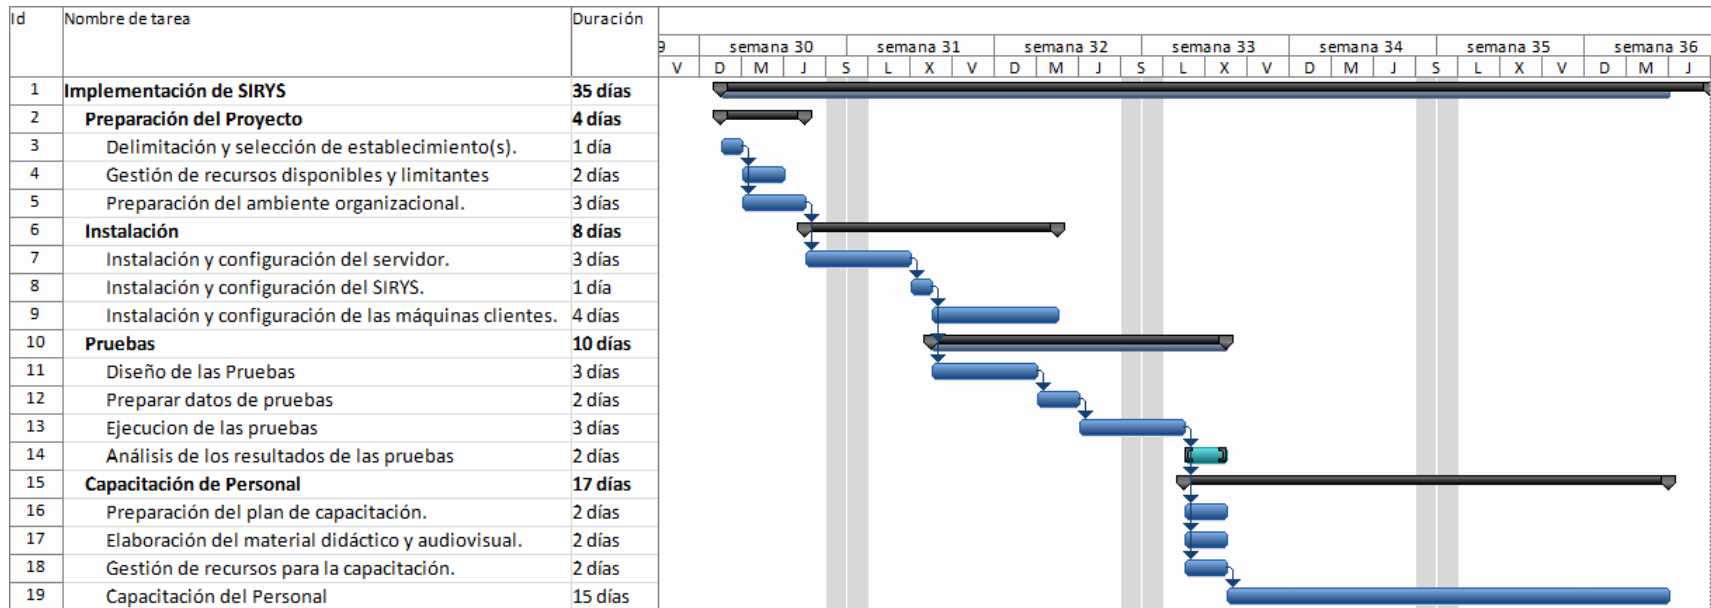 Id Nombre de tarea Duración
9 semana 30 semana 31 semana 32 semana 33 semana 34 semana 35 semana 36
V D M J S L X V D M J S L X V D M J S L X V D M J
1 Implementación de SIRYS 35 días
2 Preparación del Proyecto 4 días
3 Delimitación y selección de establecimiento(s). 1 día
4 Gestión de recursos disponibles y limitantes 2 días
5 Preparación del ambiente organizacional. 3 días
6 Instalación 8 días
7 Instalación y configuración del servidor. 3 días
8 Instalación y configuración del SIRYS. 1 día
9 Instalación y configuración de las máquinas clientes. 4 días
10 Pruebas 10 días
11 Diseño de las Pruebas 3 días
12 Preparar datos de pruebas 2 días
13 Ejecucion de las pruebas 3 días
14 Análisis de los resultados de las pruebas 2 días
15 Capacitación de Personal 17 días
16 Preparación del plan de capacitación. 2 días
17 Elaboración del material didáctico y audiovisual. 2 días
18 Gestión de recursos para la capacitación. 2 días
19 Capacitación del Personal 15 días